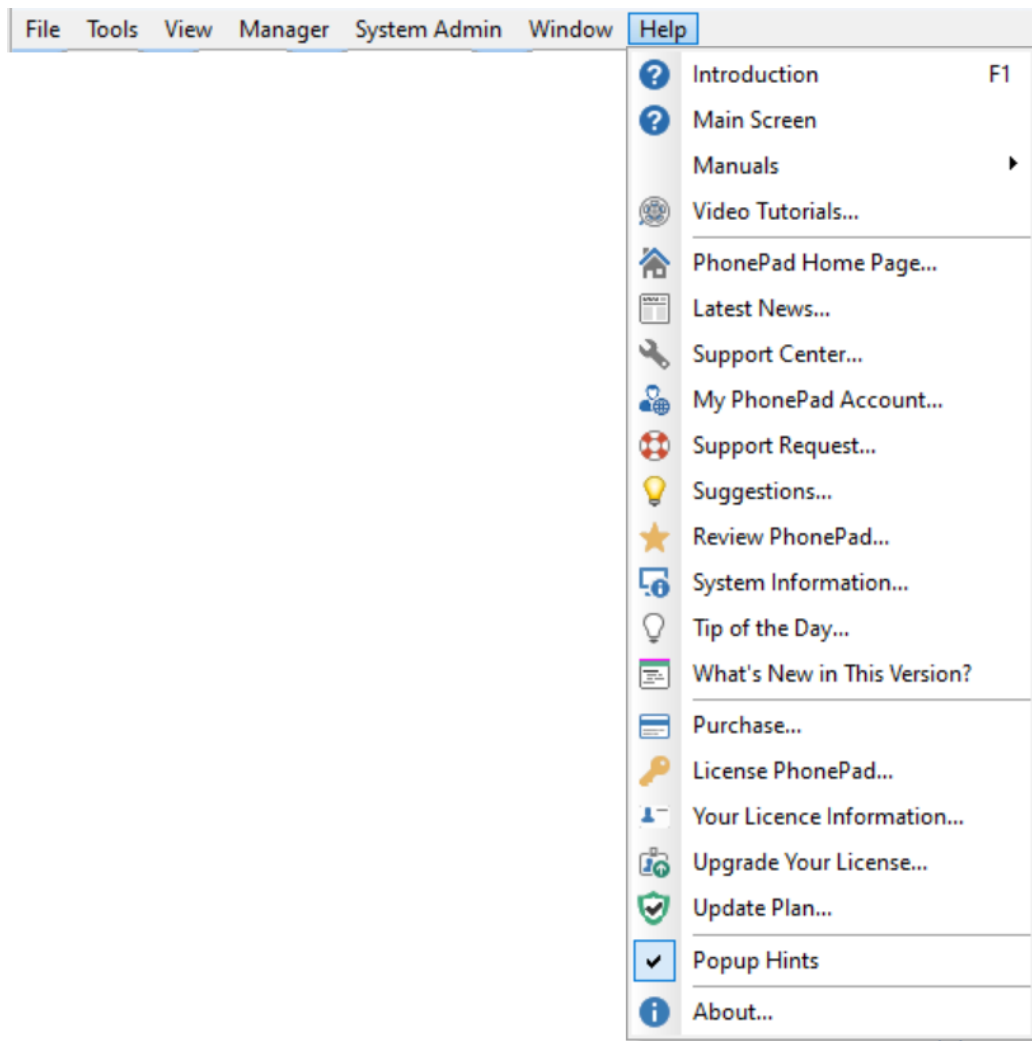 File Tools View Manager System Admin Window Help
Introduction F1
Main Screen
Manuals
Video Tutorials...
PhonePad Home Page...
Latest News...
Support Center...
My PhonePad Account...
Support Request...
Suggestions...
Review PhonePad...
System Information...
Tip of the Day...
What's New in This Version?
Purchase...
License PhonePad...
Your Licence Information...
Upgrade Your License...
Update Plan...
Popup Hints
About...